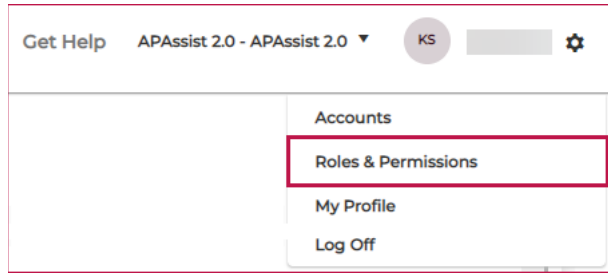 Get Help APAssist 2.0 - APAssist 2.0 KS
Accounts
Roles & Permissions
My Profile
Log Off